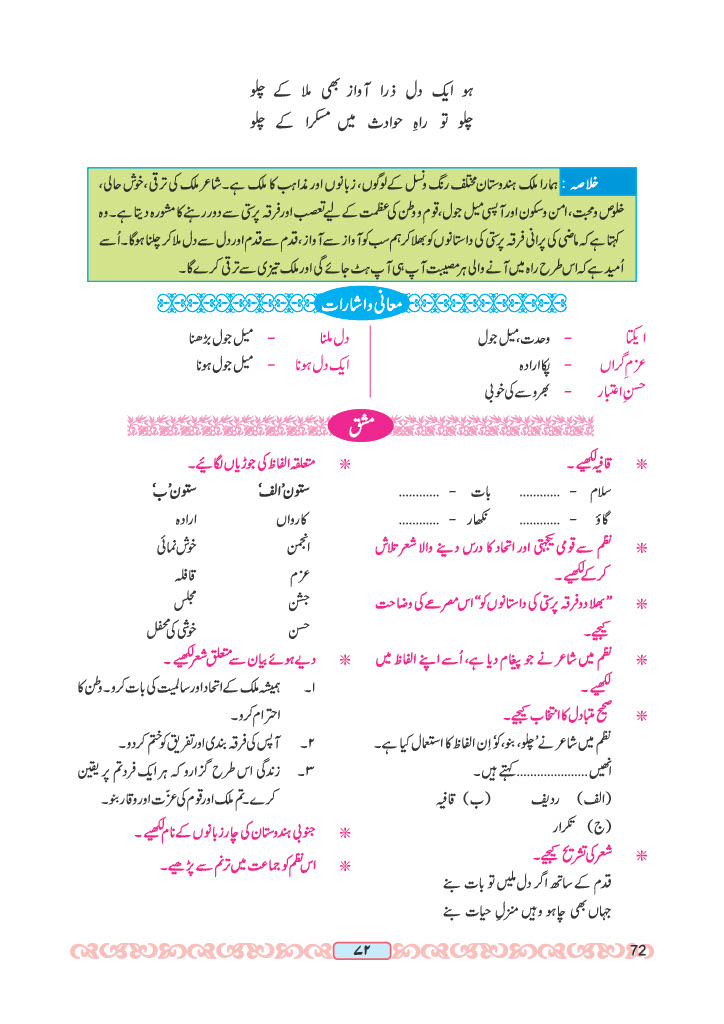 ہو ایک دل ذرا آواز بھی ملا کے چلو
چلو تو راہِ حوادث میں مسکرا کے چلو
خلاصہ : ہمارا ملک ہندوستان مختلف رنگ و نسل کے لوگوں، زبانوں اور مذاہب کا ملک ہے۔ شاعر ملک کی ترقی، خوش حالی،
خلوص و محبت، امن و سکون اور آپسی میل جول، قوم و وطن کی عظمت کے لیے تعصب اور فرقہ پرستی سے دور رہنے کا مشورہ دیتا ہے۔ وہ
کہتا ہے کہ ماضی کی پرانی فرقہ پرستی کی داستانوں کو بھلا کر ہم سب کو آواز سے آواز، قدم سے قدم اور دل سے دل ملا کر چلنا ہوگا۔ اُسے
اُمید ہے کہ اس طرح راہ میں آنے والی ہر مصیبت آپ ہی آپ ہٹ جائے گی اور ملک تیزی سے ترقی کرے گا۔
معانی و اشارات
ایکتا - وحدت، میل جول
عزمِ گراں - پکا ارادہ
حسنِ اعتبار - بھروسے کی خوبی
دل ملنا - میل جول بڑھنا
ایک دل ہونا - میل جول ہونا
مشق
* قافیہ لکھیے۔
سلام - ............ بات - ............
گاؤ - ............ نکھار - ............
* نظم سے قومی یکجہتی اور اتحاد کا درس دینے والا شعر تلاش
کرکے لکھیے۔
* ”بھلا دو فرقہ پرستی کی داستانوں کو“ اس مصرعے کی وضاحت
کیجیے۔
* نظم میں شاعر نے جو پیغام دیا ہے، اُسے اپنے الفاظ میں
لکھیے۔
* صحیح متبادل کا انتخاب کیجیے۔
نظم میں شاعر نے ’چلو، بنو، کو‘ اِن الفاظ کا استعمال کیا ہے۔
انھیں ...................... کہتے ہیں۔
(الف) ردیف (ب) قافیہ
(ج) تکرار
* شعر کی تشریح کیجیے۔
قدم کے ساتھ اگر دل ملیں تو بات بنے
جہاں بھی چاہو وہیں منزلِ حیات بنے
* متعلقہ الفاظ کی جوڑیاں لگائیے۔
ستون ’الف‘ ستون ’ب‘
کارواں ارادہ
انجمن خوش نمائی
عزم قافلہ
جشن مجلس
حسن خوشی کی محفل
* دیے ہوئے بیان سے متعلق شعر لکھیے۔
۱۔ ہمیشہ ملک کے اتحاد اور سالمیت کی بات کرو۔ وطن کا
احترام کرو۔
۲۔ آپس کی فرقہ بندی اور تفریق کو ختم کردو۔
۳۔ زندگی اس طرح گزارو کہ ہر ایک فرد تم پر یقین
کرے۔ تم ملک اور قوم کی عزّت اور وقار بنو۔
* جنوبی ہندوستان کی چار زبانوں کے نام لکھیے۔
* اس نظم کو جماعت میں ترنم سے پڑھیے۔
۷۲
72